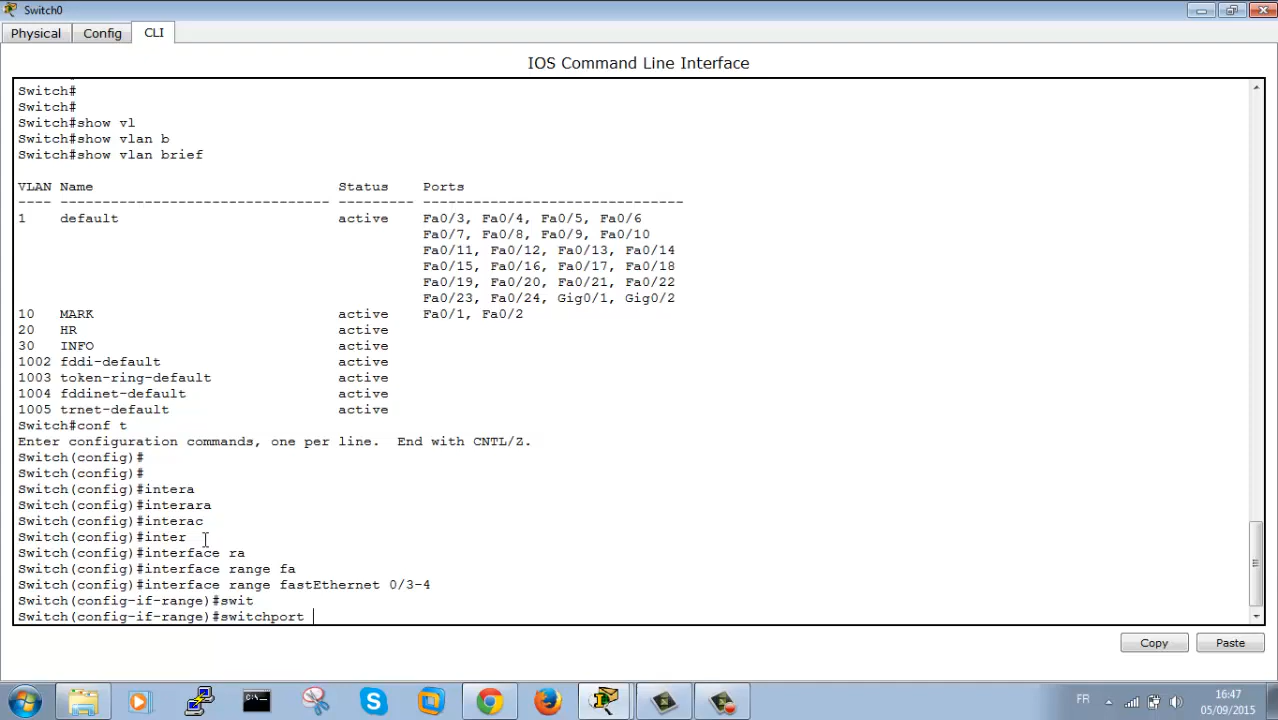 Switch0
Physical Config CLI
IOS Command Line Interface
Switch#
Switch#
Switch#show vl
Switch#show vlan b
Switch#show vlan brief
VLAN Name Status Ports
---- -------------------------------- --------- -------------------------------
1 default active Fa0/3, Fa0/4, Fa0/5, Fa0/6
Fa0/7, Fa0/8, Fa0/9, Fa0/10
Fa0/11, Fa0/12, Fa0/13, Fa0/14
Fa0/15, Fa0/16, Fa0/17, Fa0/18
Fa0/19, Fa0/20, Fa0/21, Fa0/22
Fa0/23, Fa0/24, Gig0/1, Gig0/2
10 MARK active Fa0/1, Fa0/2
20 HR active
30 INFO active
1002 fddi-default active
1003 token-ring-default active
1004 fddinet-default active
1005 trnet-default active
Switch#conf t
Enter configuration commands, one per line. End with CNTL/Z.
Switch(config)#
Switch(config)#
Switch(config)#intera
Switch(config)#interara
Switch(config)#interac
Switch(config)#inter
Switch(config)#interface ra
Switch(config)#interface range fa
Switch(config)#interface range fastEthernet 0/3-4
Switch(config-if-range)#swit
Switch(config-if-range)#switchport
Copy Paste
FR 16:47
05/09/2015